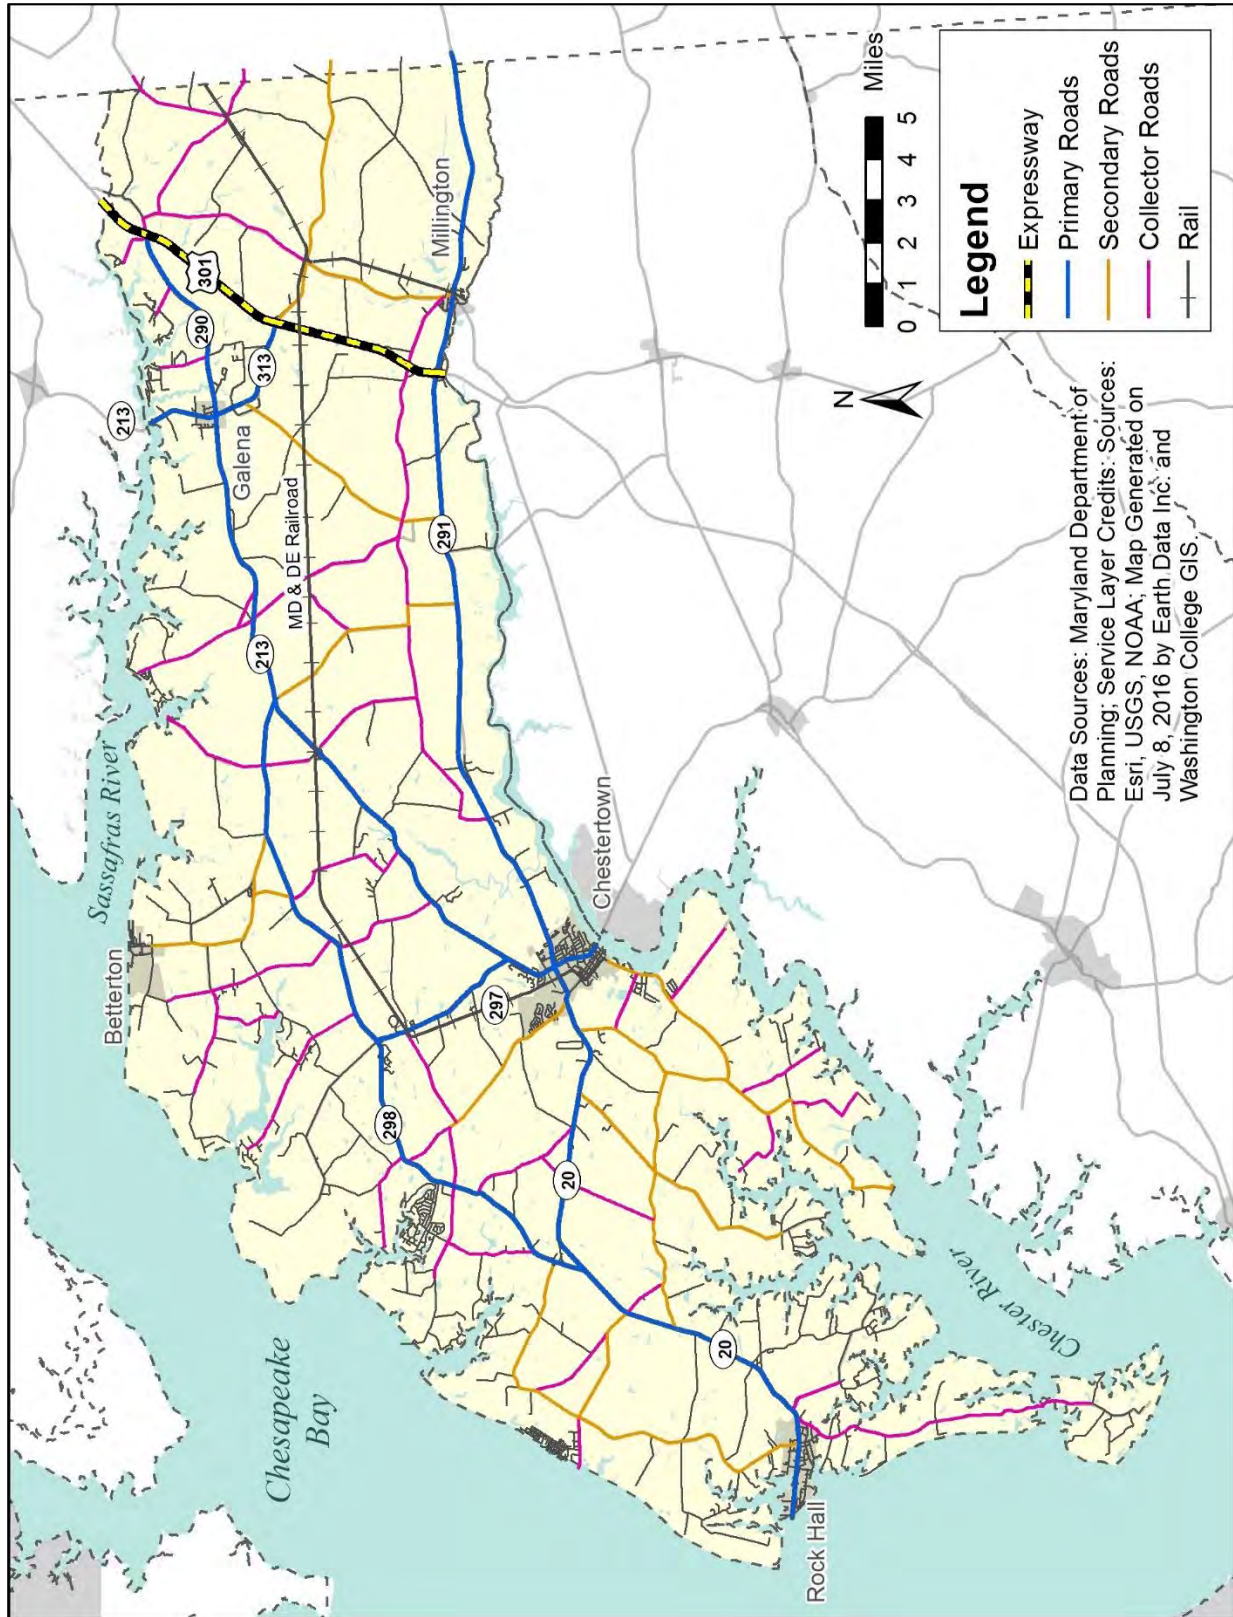 Sassafras River
Betterton
Chesapeake
Bay
213
290
301
313
Galena
MD & DE Railroad
213
Millington
291
Chestertown
297
298
20
20
Rock Hall
Chester River
N
0 1 2 3 4 5 Miles
Legend
Expressway
Primary Roads
Secondary Roads
Collector Roads
Rail
Data Sources: Maryland Department of
Planning; Service Layer Credits: Sources:
Esri, USGS, NOAA; Map Generated on
July 8, 2016 by Earth Data Inc. and
Washington College GIS.